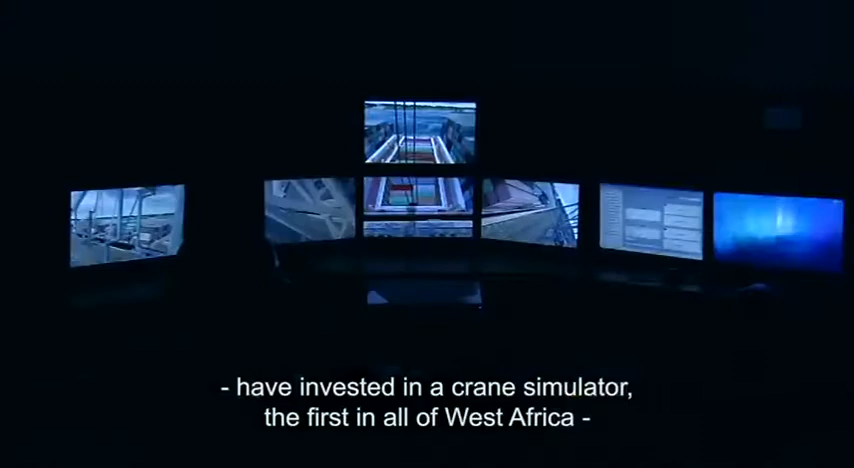 - have invested in a crane simulator,
the first in all of West Africa -